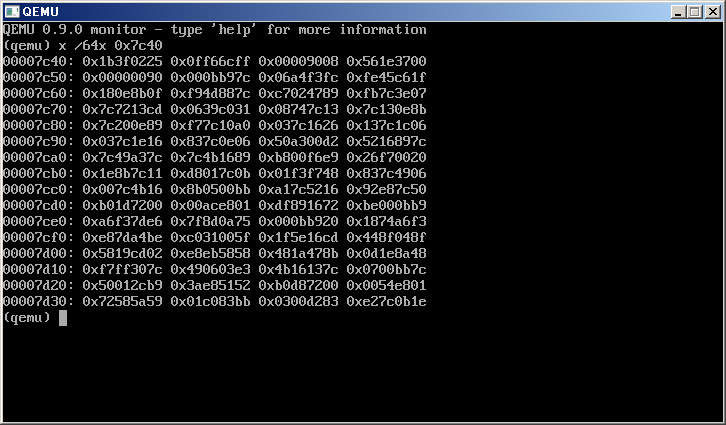 QEMU
QEMU 0.9.0 monitor - type 'help' for more information
(qemu) x /64x 0x7c40
00007c40: 0x1b3f0225 0x0ff66cff 0x00009008 0x561e3700
00007c50: 0x00000090 0x000bb97c 0x06a4f3fc 0xfe45c61f
00007c60: 0x180e8b0f 0xf94d887c 0xc7024789 0xfb7c3e07
00007c70: 0x7c7213cd 0x0639c031 0x08747c13 0x7c130e8b
00007c80: 0x7c200e89 0xf77c10a0 0x037c1626 0x137c1c06
00007c90: 0x037c1e16 0x837c0e06 0x50a300d2 0x5216897c
00007ca0: 0x7c49a37c 0x7c4b1689 0xb800f6e9 0x26f70020
00007cb0: 0x1e8b7c11 0xd8017c0b 0x01f3f748 0x837c4906
00007cc0: 0x007c4b16 0x8b0500bb 0xa17c5216 0x92e87c50
00007cd0: 0xb01d7200 0x00ace801 0xdf891672 0xbe000bb9
00007ce0: 0xa6f37de6 0x7f8d0a75 0x000bb920 0x1874a6f3
00007cf0: 0xe87da4be 0xc031005f 0x1f5e16cd 0x448f048f
00007d00: 0x5819cd02 0xe8eb5858 0x481a478b 0x0d1e8a48
00007d10: 0xf7ff307c 0x490603e3 0x4b16137c 0x0700bb7c
00007d20: 0x50012cb9 0x3ae85152 0xb0d87200 0x0054e801
00007d30: 0x72585a59 0x01c083bb 0x0300d283 0xe27c0b1e
(qemu)